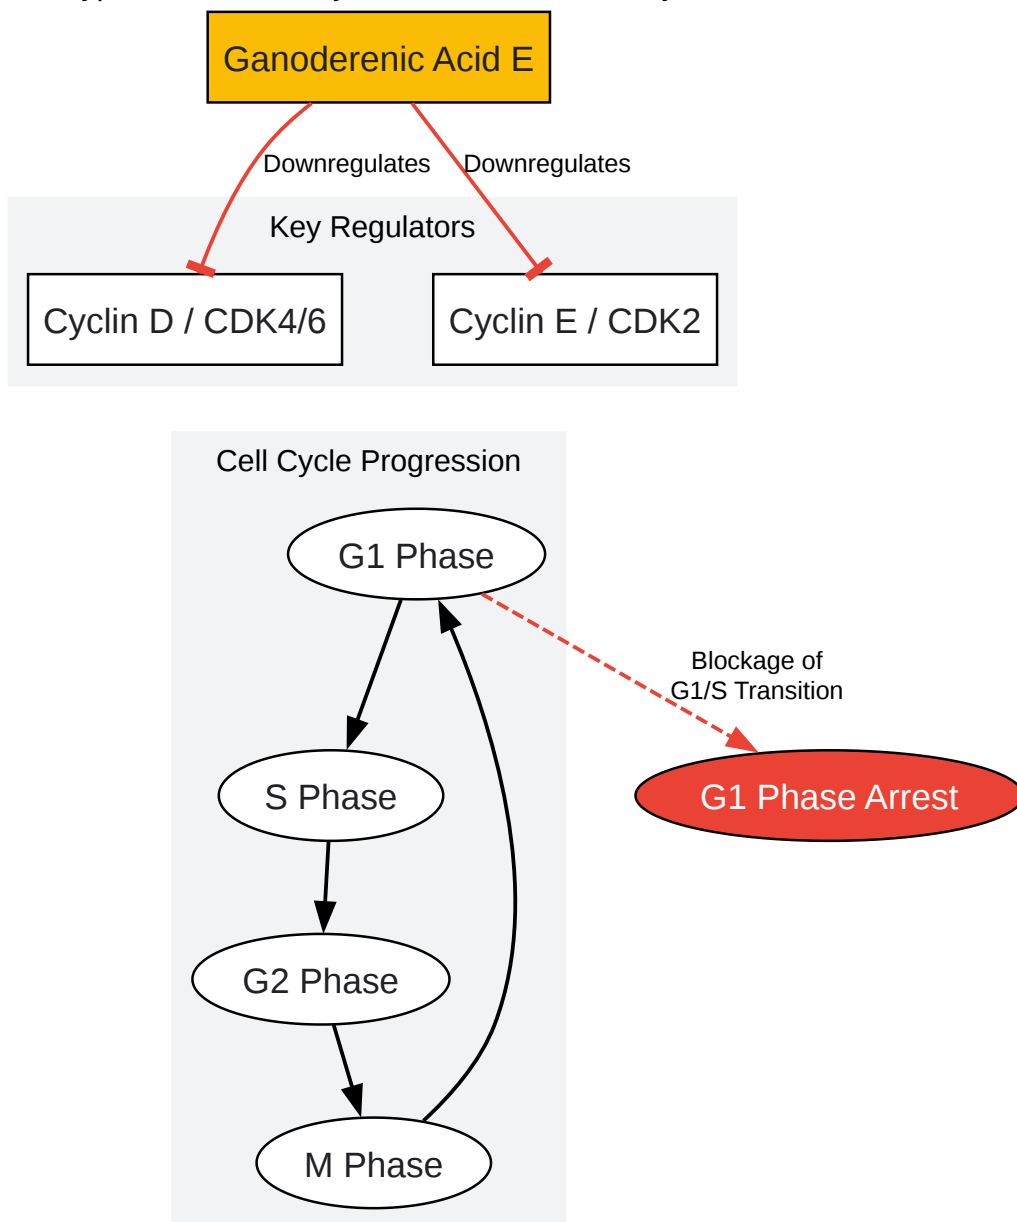 Ganoderenic Acid E
Downregulates
Downregulates
Key Regulators
Cyclin D / CDK4/6
Cyclin E / CDK2
Cell Cycle Progression
G1 Phase
Blockage of
G1/S Transition
S Phase
G1 Phase Arrest
G2 Phase
M Phase